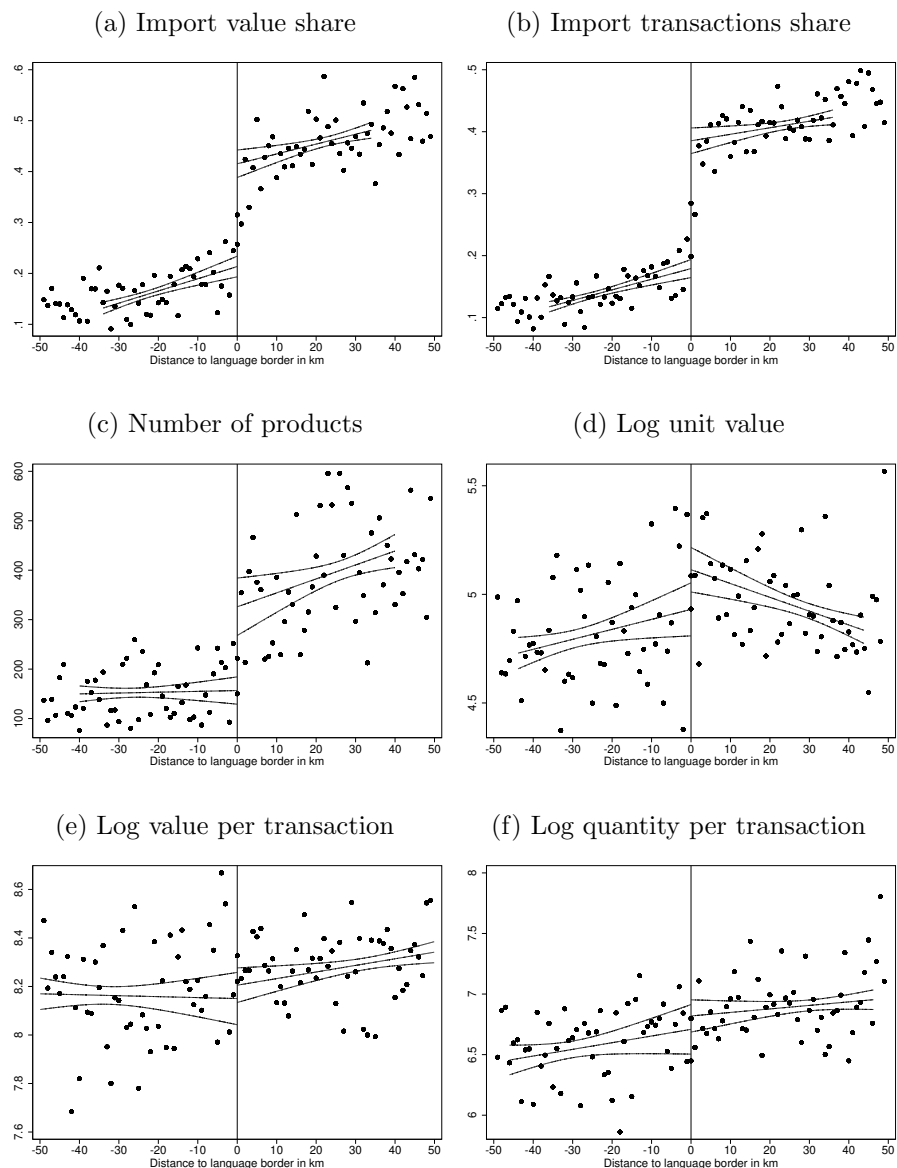 (a) Import value share
(b) Import transactions share
.6
.5
.4
.3
.2
.1
-50 -40 -30 -20 -10 0 10 20 30 40 50
Distance to language border in km
.5
.4
.3
.2
.1
-50 -40 -30 -20 -10 0 10 20 30 40 50
Distance to language border in km
(c) Number of products
(d) Log unit value
600
500
400
300
200
100
-50 -40 -30 -20 -10 0 10 20 30 40 50
Distance to language border in km
5.5
5
4.5
-50 -40 -30 -20 -10 0 10 20 30 40 50
Distance to language border in km
(e) Log value per transaction
(f) Log quantity per transaction
8.6
8.4
8.2
8
7.8
7.6
-50 -40 -30 -20 -10 0 10 20 30 40 50
Distance to language border in km
8
7.5
7
6.5
6
-50 -40 -30 -20 -10 0 10 20 30 40 50
Distance to language border in km